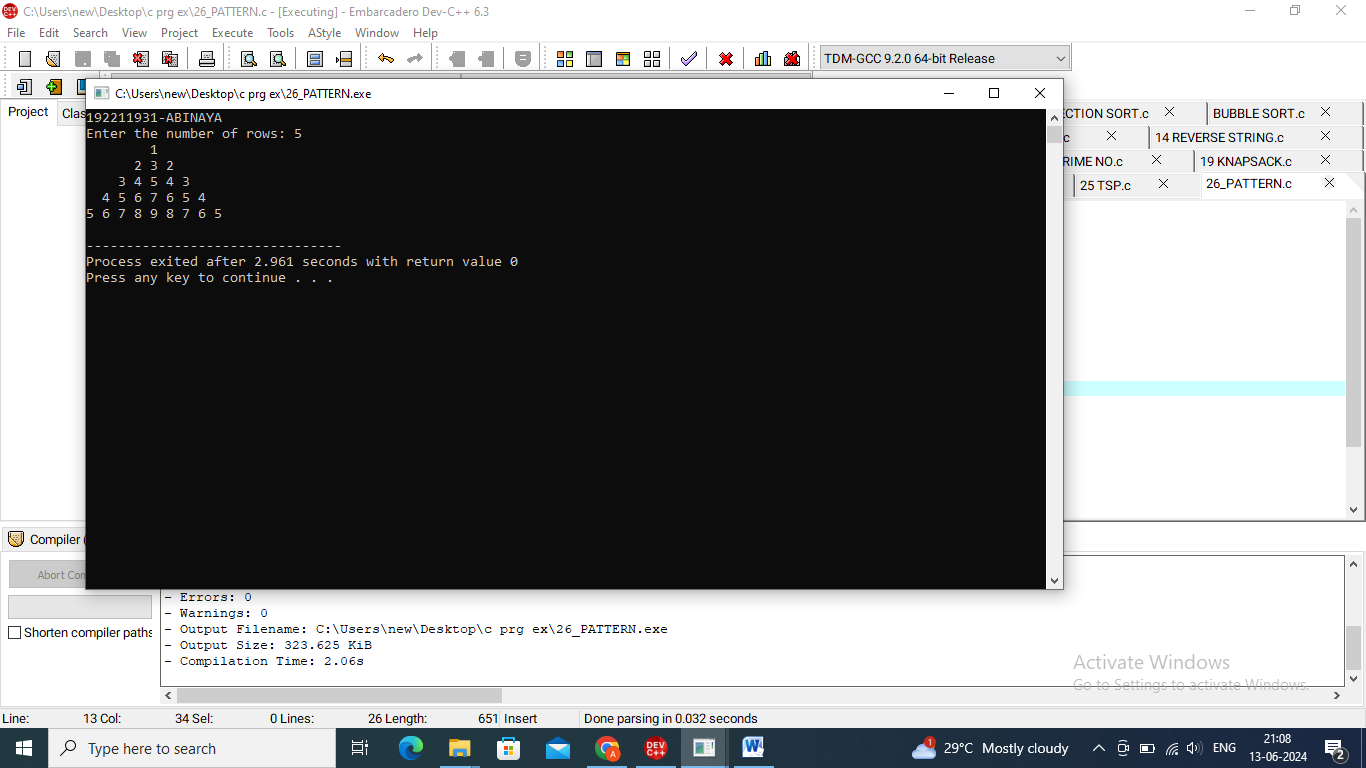 C:\Users\new\Desktop\c prg ex\26_PATTERN.c - [Executing] - Embarcadero Dev-C++ 6.3
File Edit Search View Project Execute Tools AStyle Window Help
TDM-GCC 9.2.0 64-bit Release
C:\Users\new\Desktop\c prg ex\26_PATTERN.exe
Project Clas
CTION SORT.c BUBBLE SORT.c
c 14 REVERSE STRING.c
RIME NO.c 19 KNAPSACK.c
25 TSP.c 26_PATTERN.c
192211931-ABINAYA
Enter the number of rows: 5
1
2 3 2
3 4 5 4 3
4 5 6 7 6 5 4
5 6 7 8 9 8 7 6 5
--------------------------------
Process exited after 2.961 seconds with return value 0
Press any key to continue . . .
Compiler (
Abort Com
Shorten compiler paths
- Errors: 0
- Warnings: 0
- Output Filename: C:\Users\new\Desktop\c prg ex\26_PATTERN.exe
- Output Size: 323.625 KiB
- Compilation Time: 2.06s
Activate Windows
Go to Settings to activate Windows.
Line: 13 Col: 34 Sel: 0 Lines: 26 Length: 651 Insert Done parsing in 0.032 seconds
Type here to search
29°C Mostly cloudy
ENG
21:08
13-06-2024
2